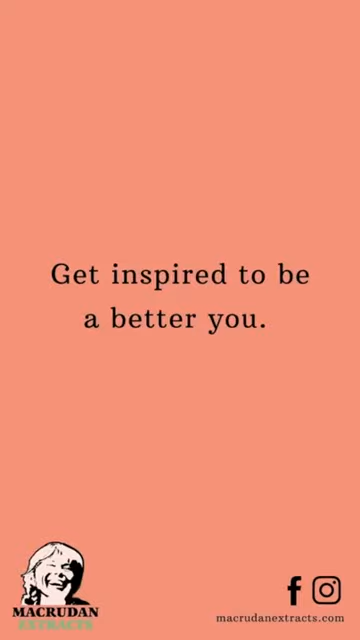 Get inspired to be
a better you.
MACRUDAN
EXTRACTS
macrudanextracts.com